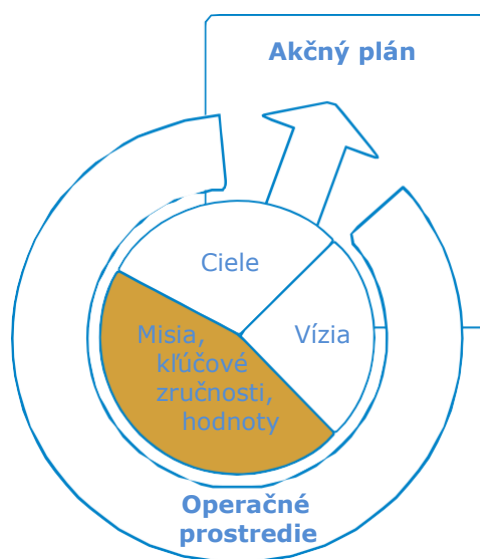 Akčný plán
Ciele
Misia,
kľúčové
zručnosti,
hodnoty
Vízia
Operačné
prostredie